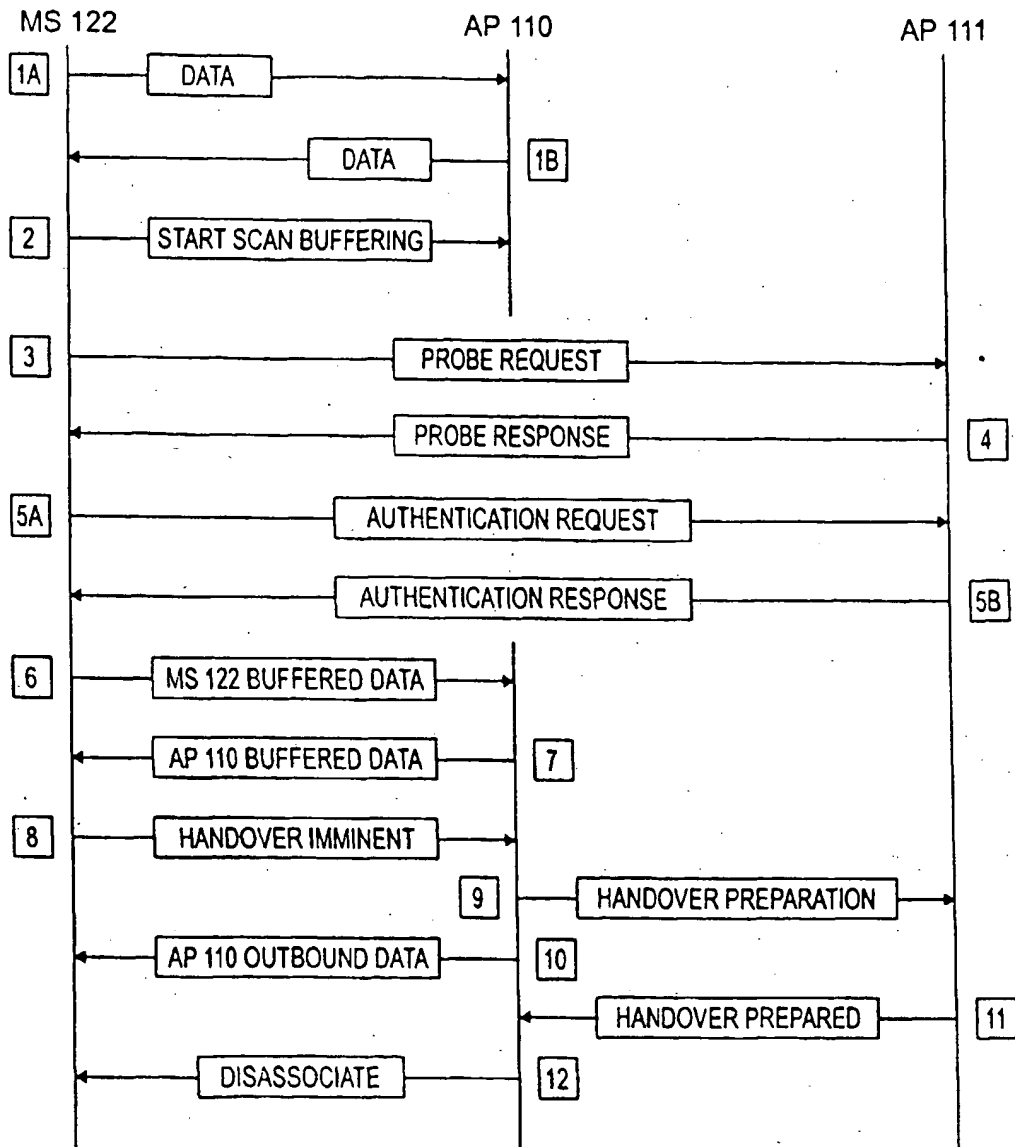 MS 122 AP 110 AP 111
1A DATA
DATA 1B
2 START SCAN BUFFERING
3 PROBE REQUEST
PROBE RESPONSE 4
5A AUTHENTICATION REQUEST
AUTHENTICATION RESPONSE 5B
6 MS 122 BUFFERED DATA
AP 110 BUFFERED DATA 7
8 HANDOVER IMMINENT
9 HANDOVER PREPARATION
AP 110 OUTBOUND DATA 10
HANDOVER PREPARED 11
DISASSOCIATE 12